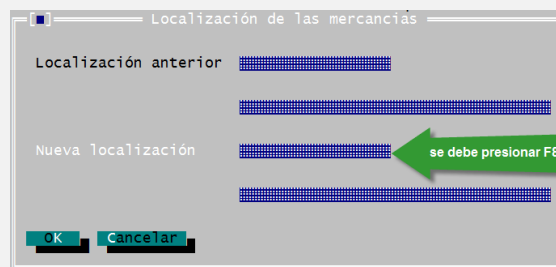 Localización de las mercancías
Localización anterior
Nueva localización
se debe presionar F8
OK Cancelar